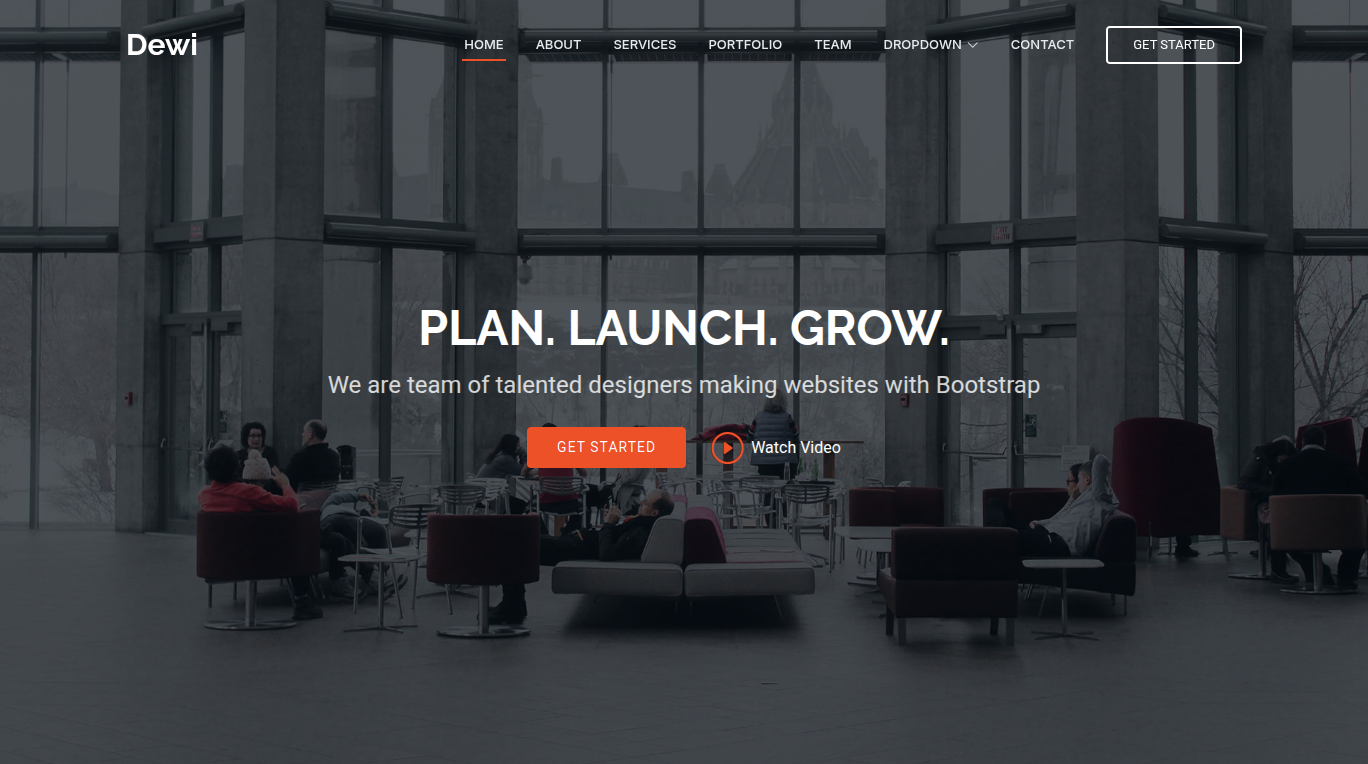 Dewi
HOME ABOUT SERVICES PORTFOLIO TEAM DROPDOWN CONTACT GET STARTED
PLAN. LAUNCH. GROW.
We are team of talented designers making websites with Bootstrap
GET STARTED Watch Video